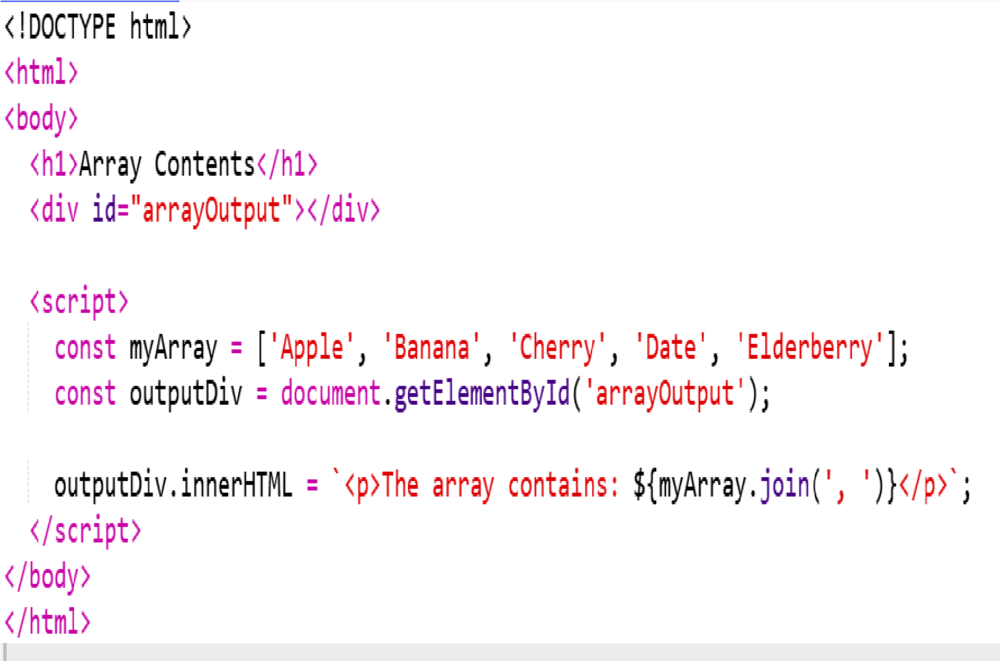 <!DOCTYPE html>
<html>
<body>
  <h1>Array Contents</h1>
  <div id="arrayOutput"></div>

  <script>
    const myArray = ['Apple', 'Banana', 'Cherry', 'Date', 'Elderberry'];
    const outputDiv = document.getElementById('arrayOutput');

    outputDiv.innerHTML = `<p>The array contains: ${myArray.join(', ')}</p>`;
  </script>
</body>
</html>